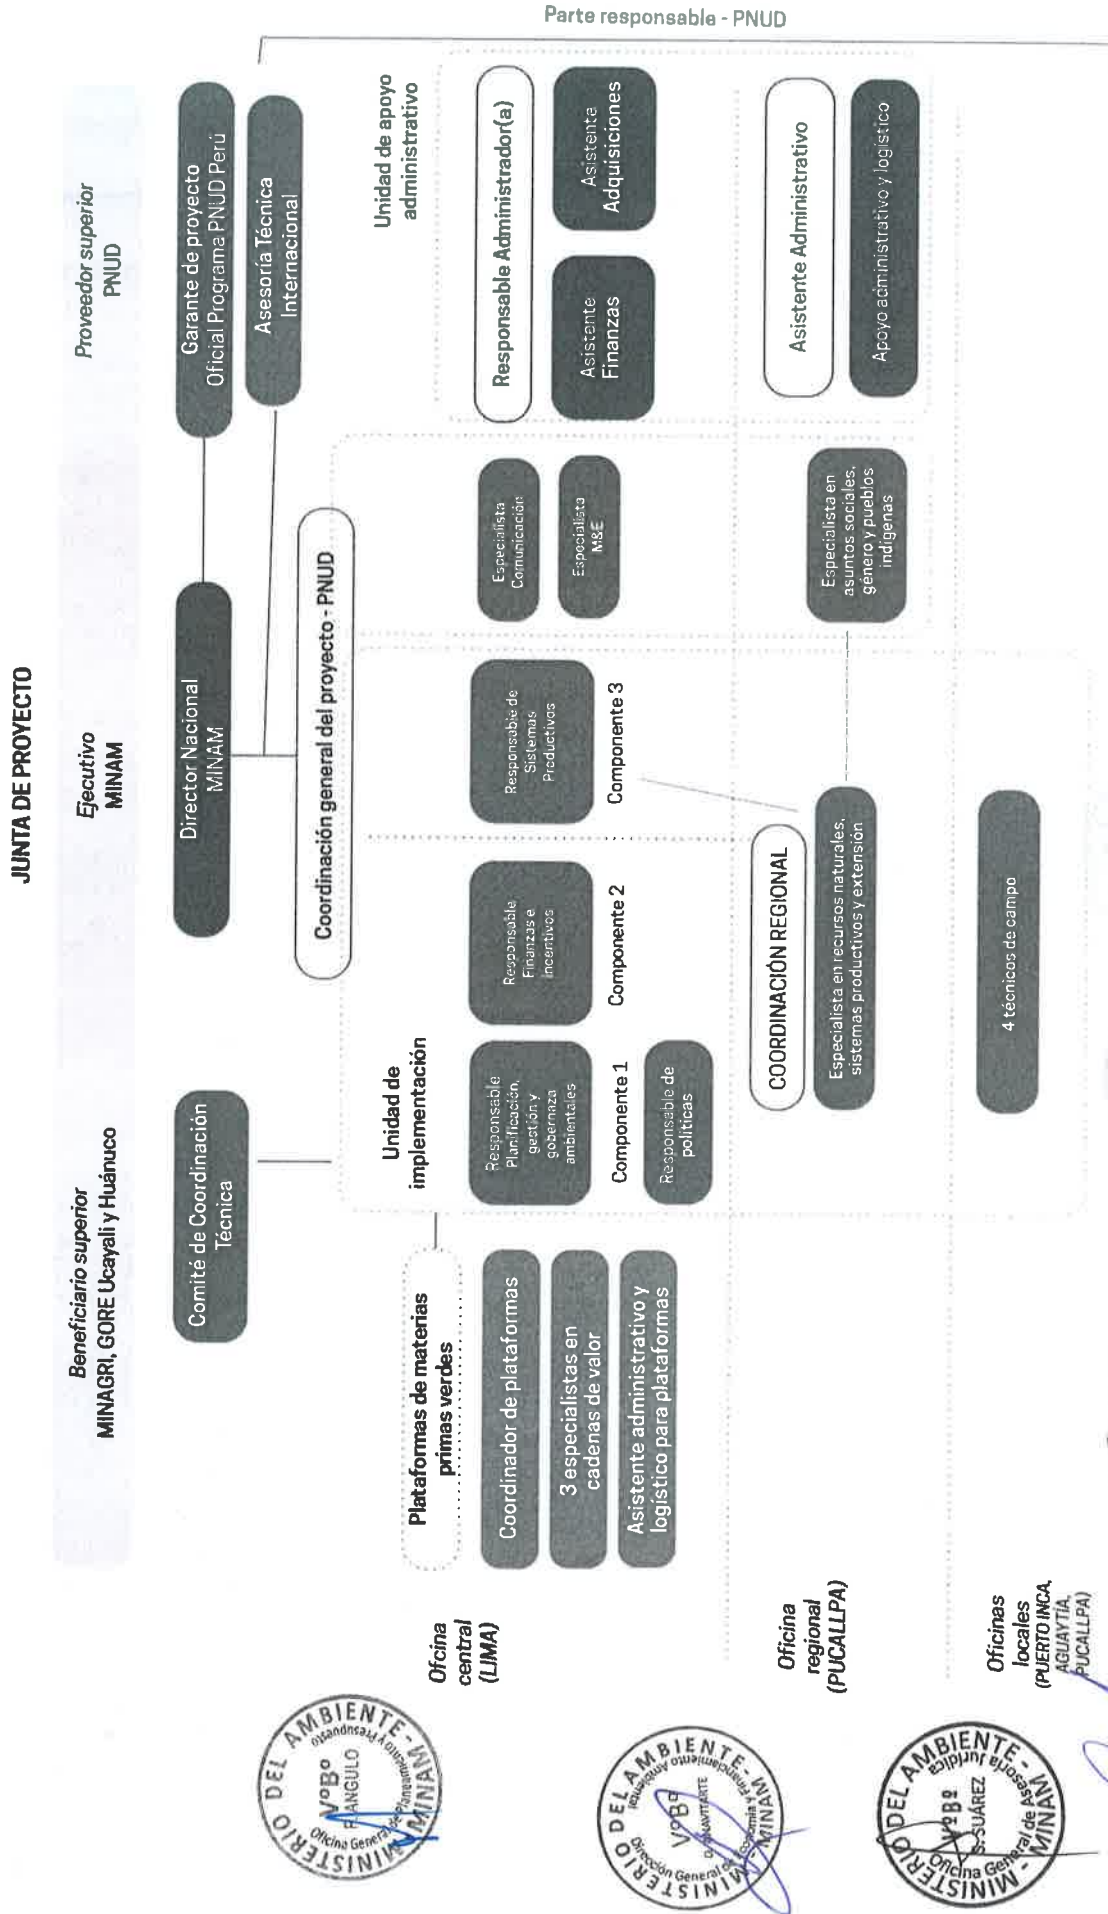 JUNTA DE PROYECTO
Beneficiario superior
MINAGRI, GORE Ucayali y Huánuco
Ejecutivo
MINAM
Proveedor superior
PNUD
Comité de Coordinación
Técnica
Director Nacional
MINAM
Garante de proyecto
Oficial Programa PNUD Perú
Asesoría Técnica
Internacional
Parte responsable - PNUD
Coordinación general del proyecto - PNUD
Unidad de apoyo
administrativo
Unidad de
implementación
Plataformas de materias
primas verdes
Coordinador de plataformas
3 especialistas en
cadenas de valor
Asistente administrativo y
logístico para plataformas
Responsable
Planificación,
gestión y
gobernaza
ambientales
Componente 1
Responsable de
políticas
Responsable
Finanzas e
Incentivos
Componente 2
Responsable de
Sistemas
Productivos
Componente 3
Especialista
Comunicación
Especialista
M&E
Responsable Administrador(a)
Asistente
Finanzas
Asistente
Adquisiciones
Ofcina
central
(LIMA)
Oficina
regional
(PUCALLPA)
COORDINACIÓN REGIONAL
Especialista en recursos naturales,
sistemas productivos y extensión
Especialista en
asuntos sociales,
género y pueblos
indígenas
Asistente Administrativo
Apoyo administrativo y logístico
Oficinas
locales
(PUERTO INCA,
AGUAYTÍA,
PUCALLPA)
4 técnicos de campo
MINISTERIO DEL AMBIENTE - MINAM
VºBº
ANGULO
Oficina General de Planeamiento y Presupuesto
MINISTERIO DEL AMBIENTE - MINAM
VºBº
Dirección General de Economía y Financiamiento Ambiental
MINISTERIO DEL AMBIENTE - MINAM
VºBº
S. SUÁREZ
Oficina General de Asesoría Jurídica